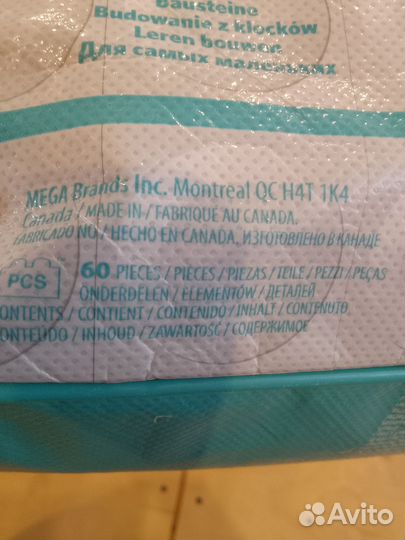 Bausteine
Budowanie z klocków
Leren bouwen
Для самых маленьких
MEGA Brands Inc. Montreal QC H4T 1K4
Canada / MADE IN / FABRIQUÉ AU CANADA.
FABRICADO NO / HECHO EN CANADA, ИЗГОТОВЛЕНО В КАНАДЕ
PCS
60 PIECES / PIÈCES / PIEZAS / TEILE / PEZZI / PEÇAS
ONDERDELEN / ELEMENTÓW / ДЕТАЛЕЙ
CONTENTS / CONTIENT / CONTENIDO / INHALT / CONTENUTO
CONTEÚDO / INHOUD / ZAWARTOŚĆ / СОДЕРЖИМОЕ
Avito